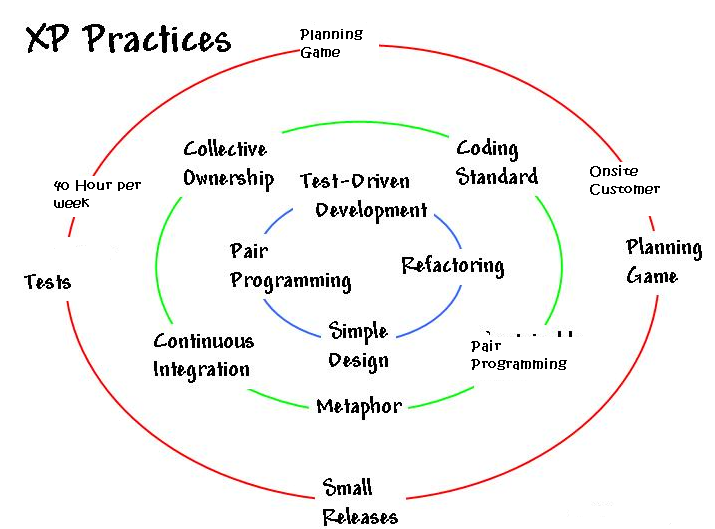 XP Practices
Planning
Game
Collective
Ownership
Coding
Standard
40 Hour per
week
Test-Driven
Development
Onsite
Customer
Pair
Programming
Refactoring
Planning
Game
Tests
Continuous
Integration
Simple
Design
Pair
Programming
Metaphor
Small
Releases